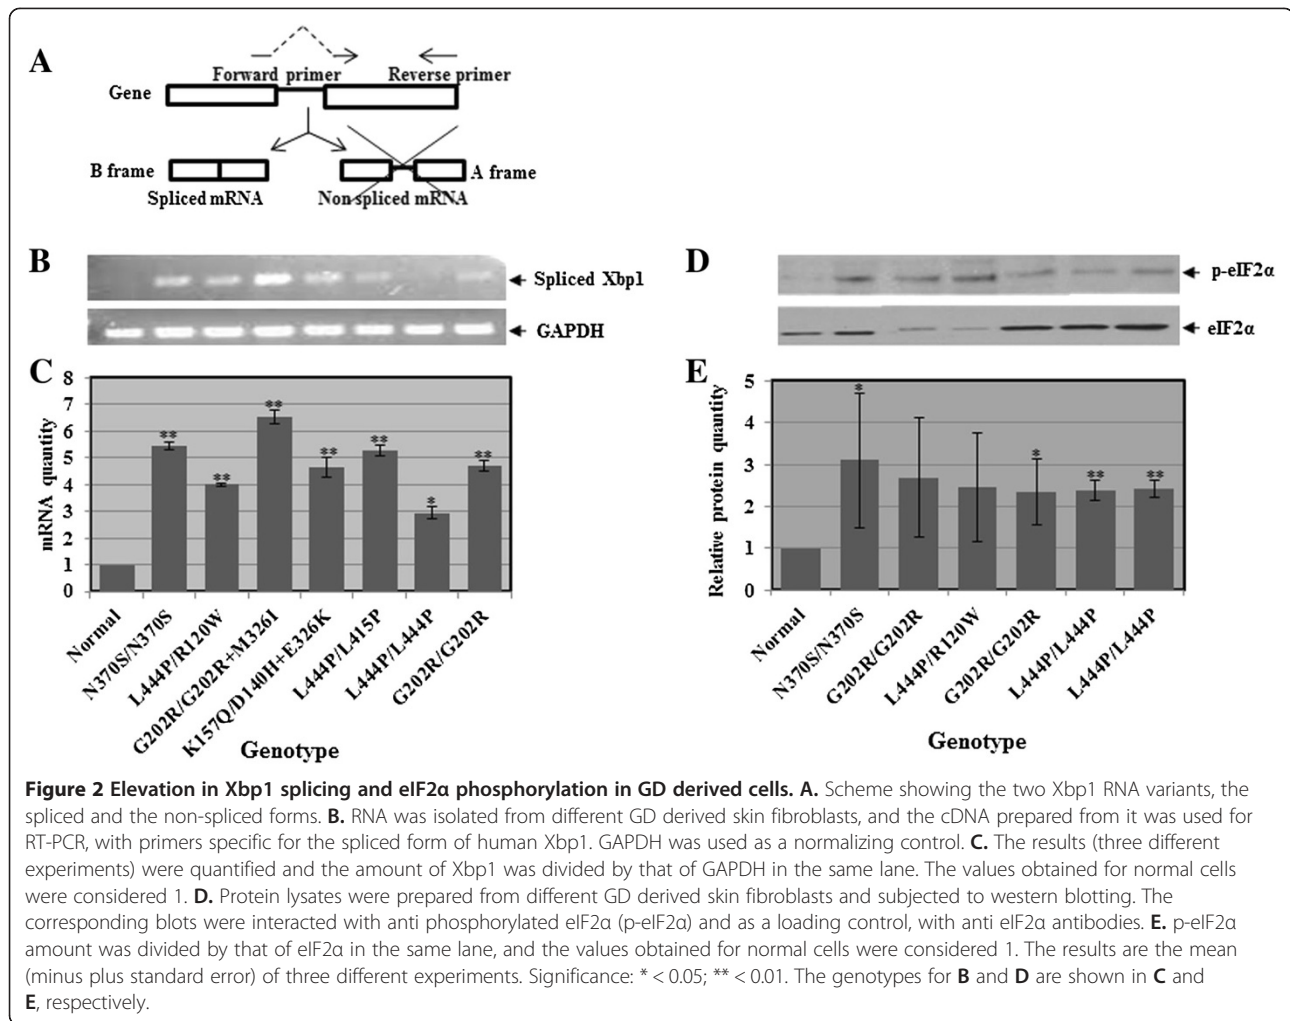 A
Forward primer
Reverse primer
Gene
B frame
A frame
Spliced mRNA
Non spliced mRNA
B
Spliced Xbp1
GAPDH
D
p-eIF2α
eIF2α
C
mRNA quantity
8
7
6
5
4
3
2
1
0
**
**
**
**
**
*
**
Normal
N370S/N370S
L444P/R120W
G202R/G202R+M326I
K157Q/D140H+E326K
L444P/L415P
L444P/L444P
G202R/G202R
Genotype
E
Relative protein quantity
5
4
3
2
1
0
*
*
**
**
Normal
N370S/N370S
G202R/G202R
L444P/R120W
G202R/G202R
L444P/L444P
L444P/L444P
Genotype
Figure 2 Elevation in Xbp1 splicing and eIF2α phosphorylation in GD derived cells. A. Scheme showing the two Xbp1 RNA variants, the
spliced and the non-spliced forms. B. RNA was isolated from different GD derived skin fibroblasts, and the cDNA prepared from it was used for
RT-PCR, with primers specific for the spliced form of human Xbp1. GAPDH was used as a normalizing control. C. The results (three different
experiments) were quantified and the amount of Xbp1 was divided by that of GAPDH in the same lane. The values obtained for normal cells
were considered 1. D. Protein lysates were prepared from different GD derived skin fibroblasts and subjected to western blotting. The
corresponding blots were interacted with anti phosphorylated eIF2α (p-eIF2α) and as a loading control, with anti eIF2α antibodies. E. p-eIF2α
amount was divided by that of eIF2α in the same lane, and the values obtained for normal cells were considered 1. The results are the mean
(minus plus standard error) of three different experiments. Significance: * < 0.05; ** < 0.01. The genotypes for B and D are shown in C and
E, respectively.